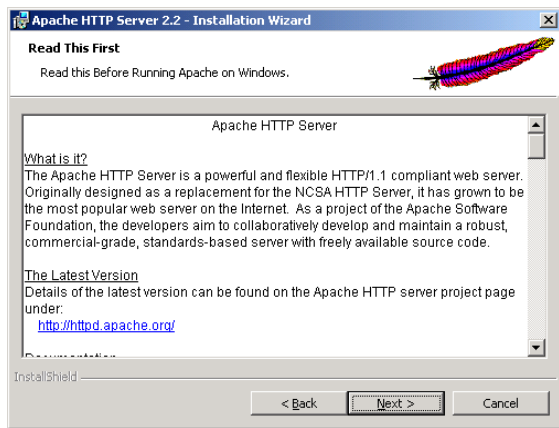 Apache HTTP Server 2.2 - Installation Wizard
Read This First
Read this Before Running Apache on Windows.
Apache HTTP Server
What is it?
The Apache HTTP Server is a powerful and flexible HTTP/1.1 compliant web server.
Originally designed as a replacement for the NCSA HTTP Server, it has grown to be
the most popular web server on the Internet.  As a project of the Apache Software
Foundation, the developers aim to collaboratively develop and maintain a robust,
commercial-grade, standards-based server with freely available source code.
The Latest Version
Details of the latest version can be found on the Apache HTTP server project page
under:
http://httpd.apache.org/
Documentation
InstallShield
< Back
Next >
Cancel